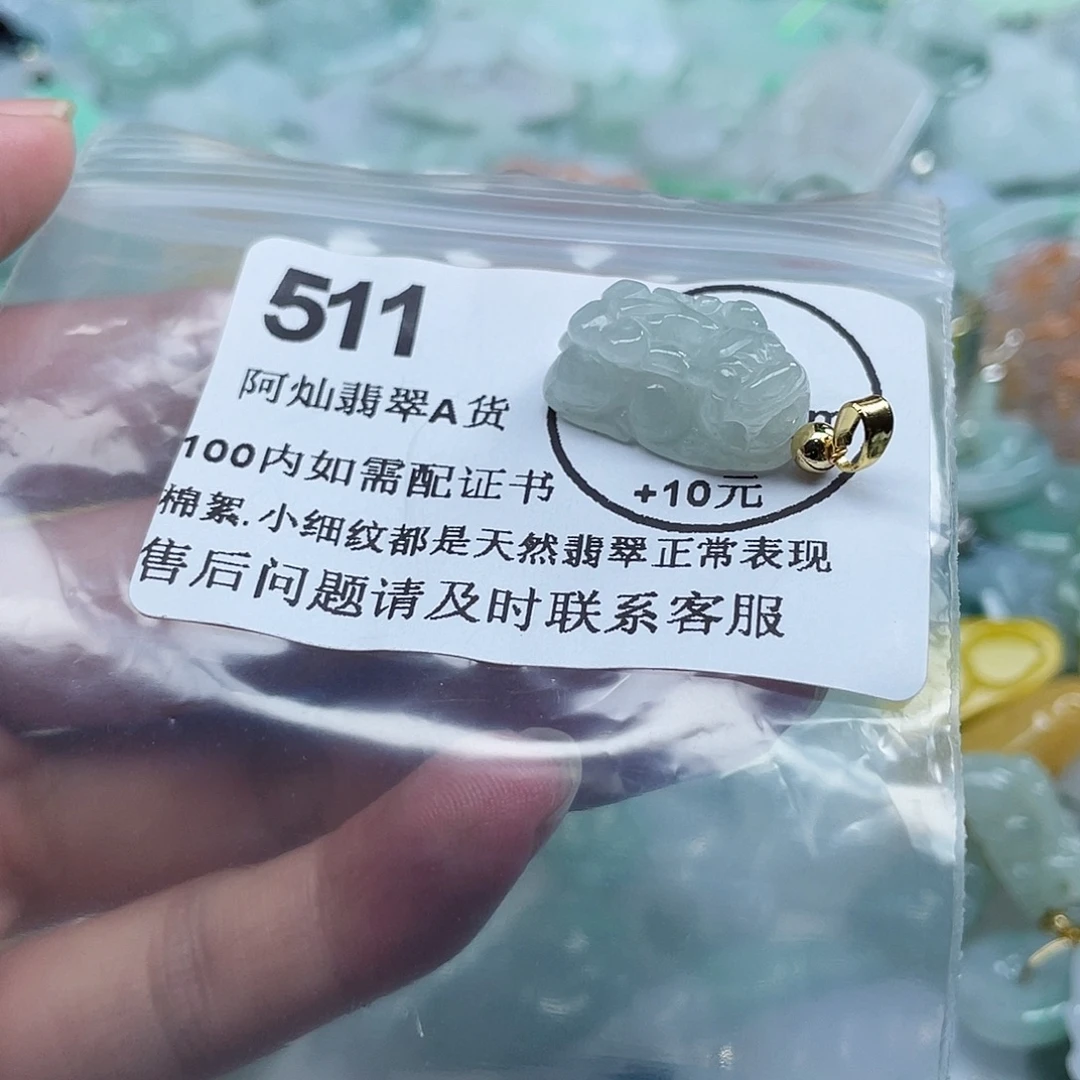 511
阿灿翡翠A货
m
100内如需配证书
+10元
棉絮.小细纹都是天然翡翠正常表现
售后问题请及时联系客服